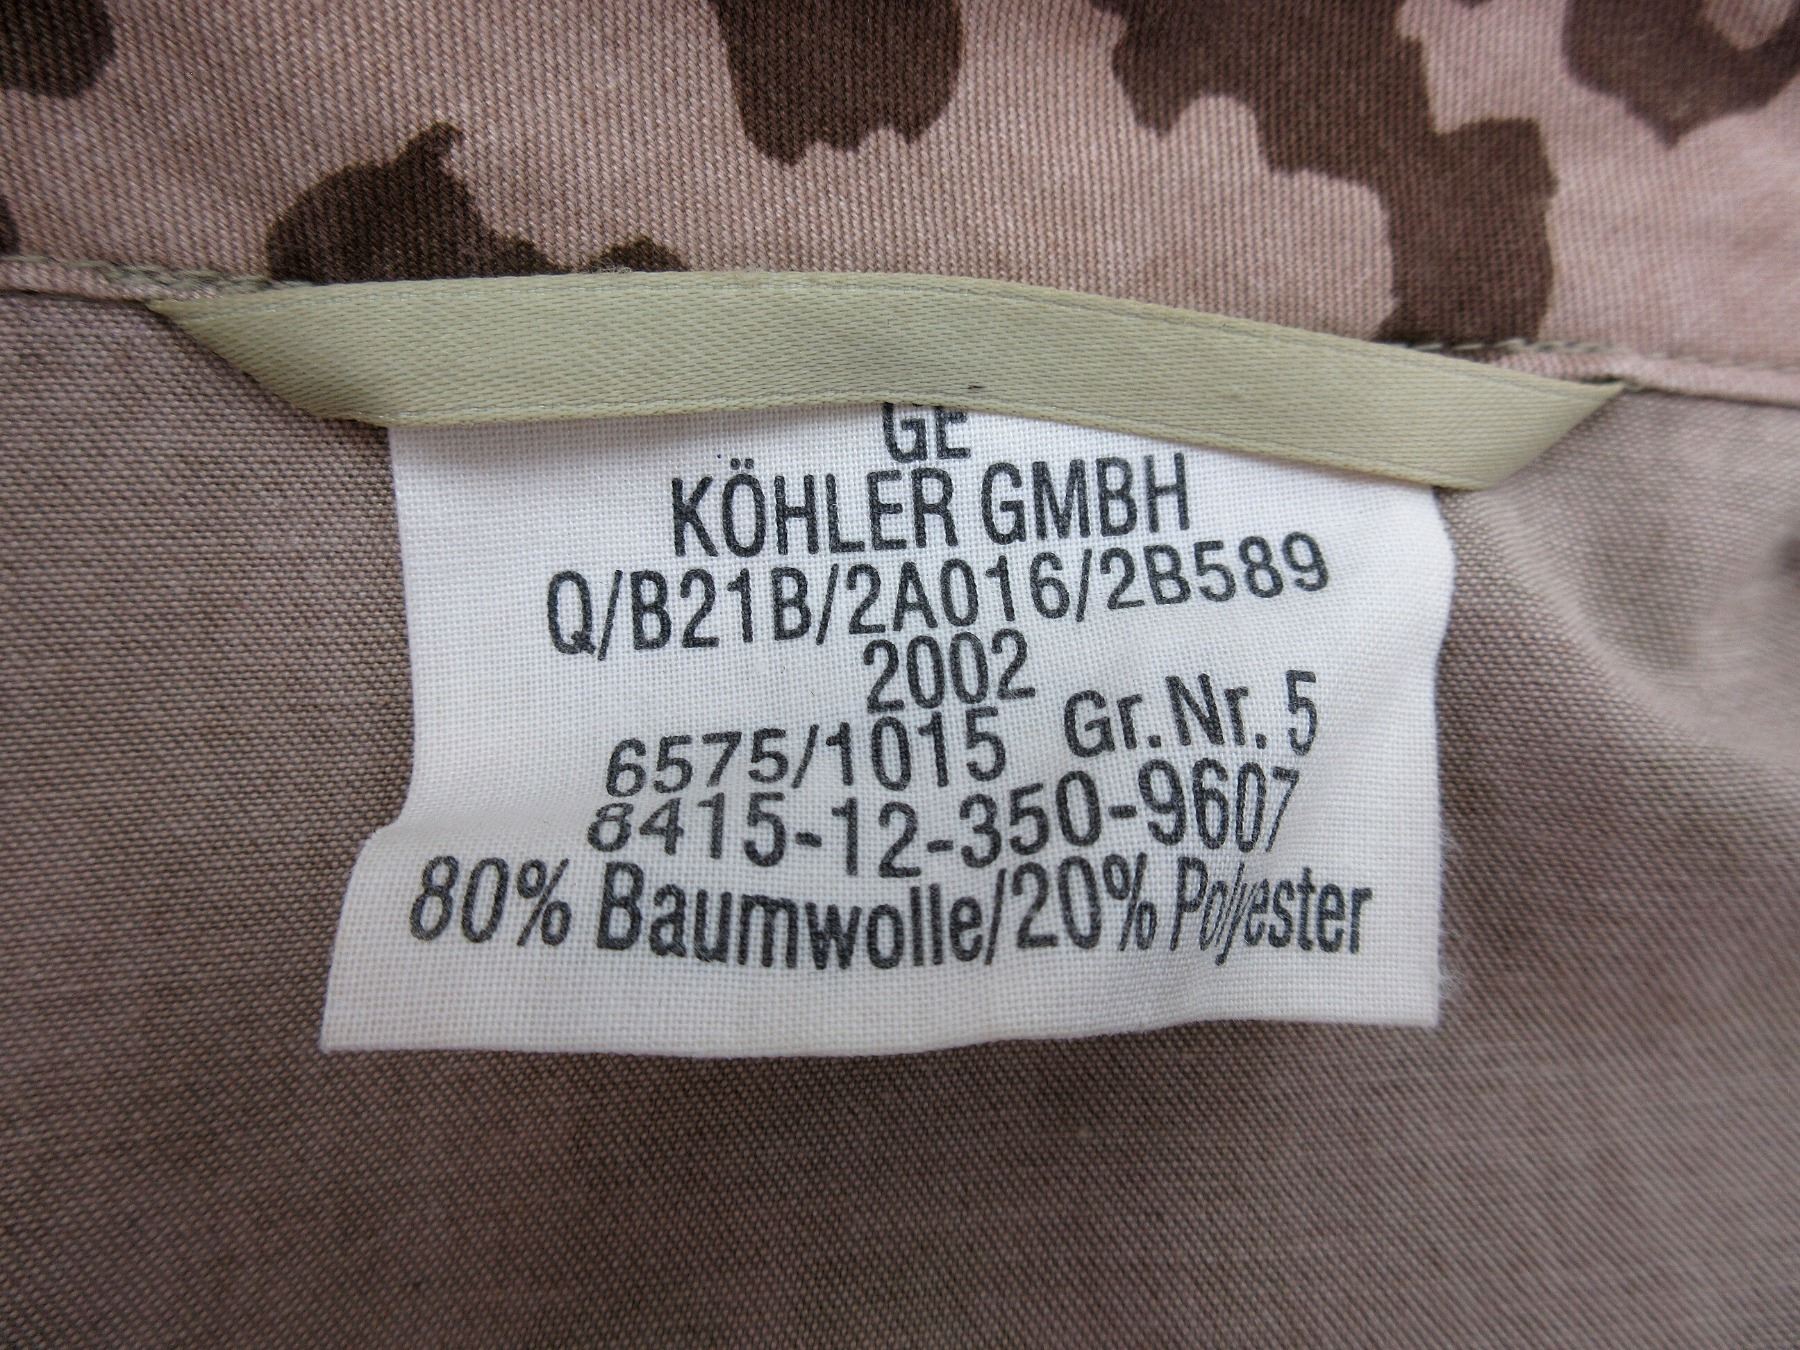 GE
KÖHLER GMBH
Q/B21B/2A016/2B589
2002
6575/1015 Gr.Nr. 5
8415-12-350-9607
80% Baumwolle/20% Polyester